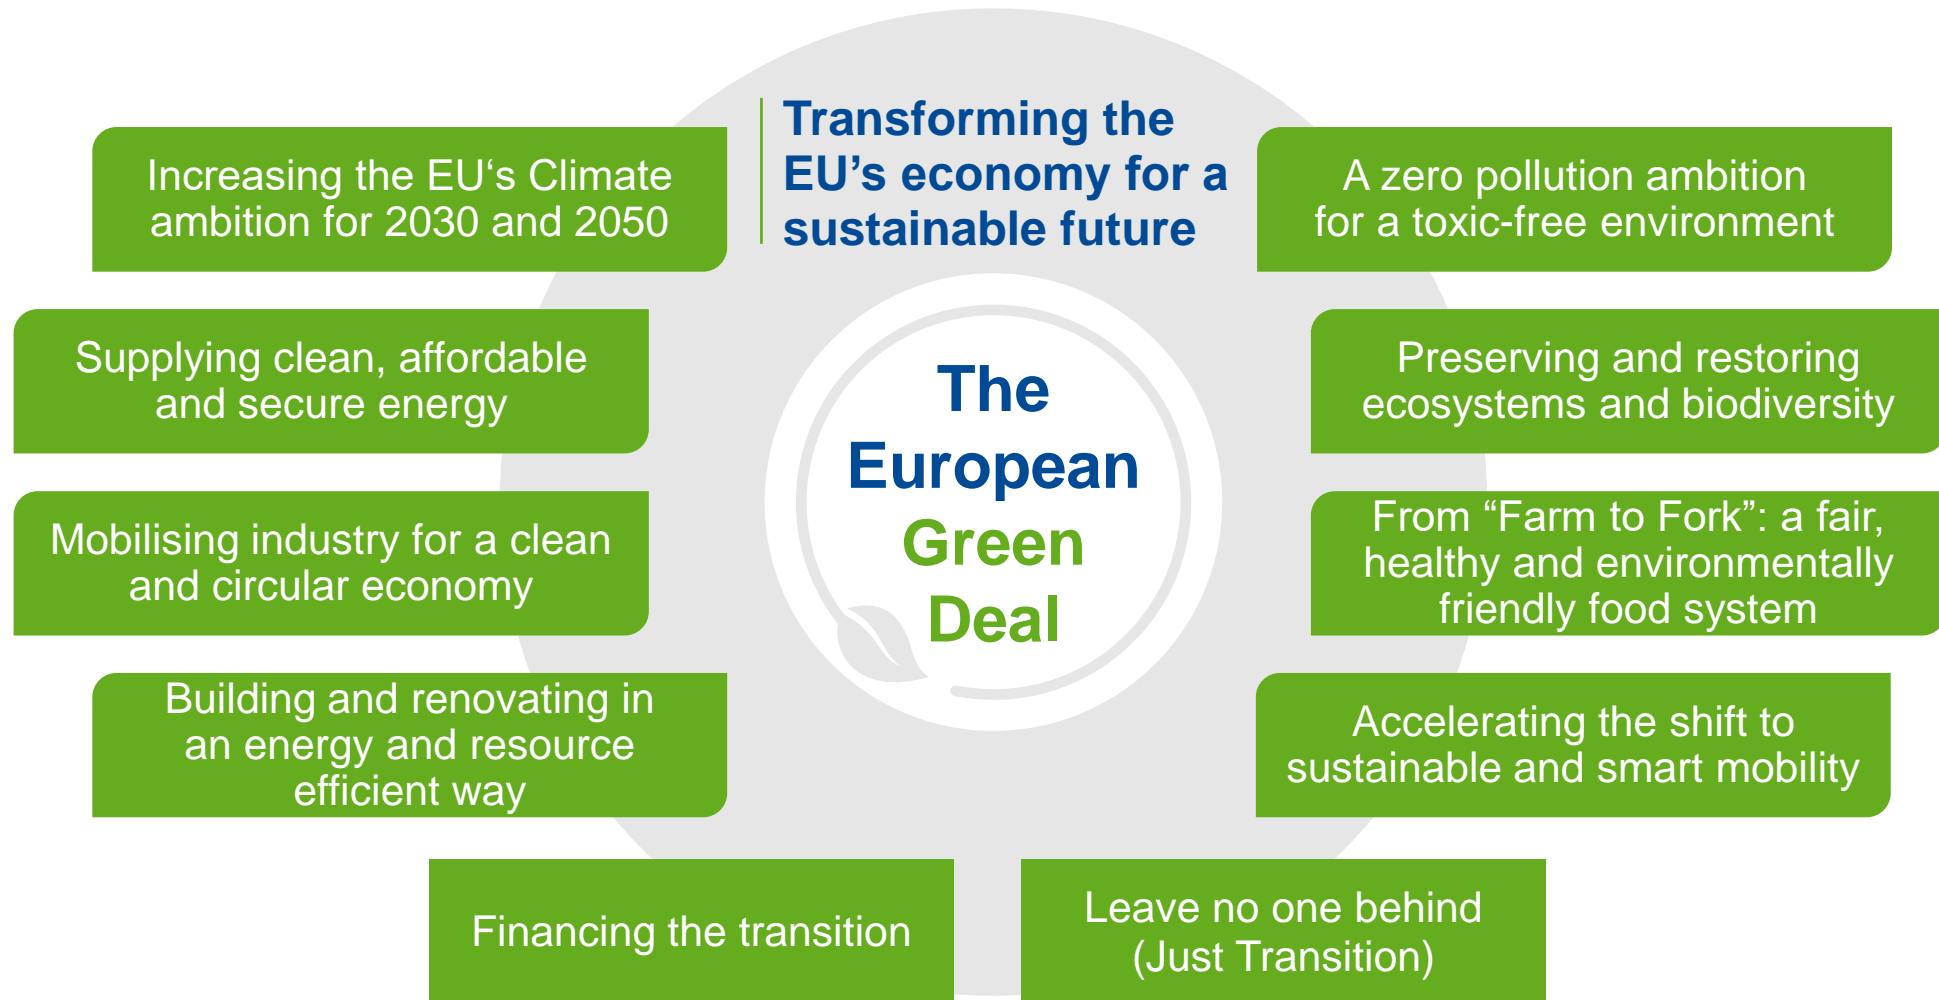 Transforming the
EU’s economy for a
sustainable future
Increasing the EU‘s Climate
ambition for 2030 and 2050
Supplying clean, affordable
and secure energy
Mobilising industry for a clean
and circular economy
Building and renovating in
an energy and resource
efficient way
The
European
Green
Deal
A zero pollution ambition
for a toxic-free environment
Preserving and restoring
ecosystems and biodiversity
From “Farm to Fork”: a fair,
healthy and environmentally
friendly food system
Accelerating the shift to
sustainable and smart mobility
Financing the transition
Leave no one behind
(Just Transition)